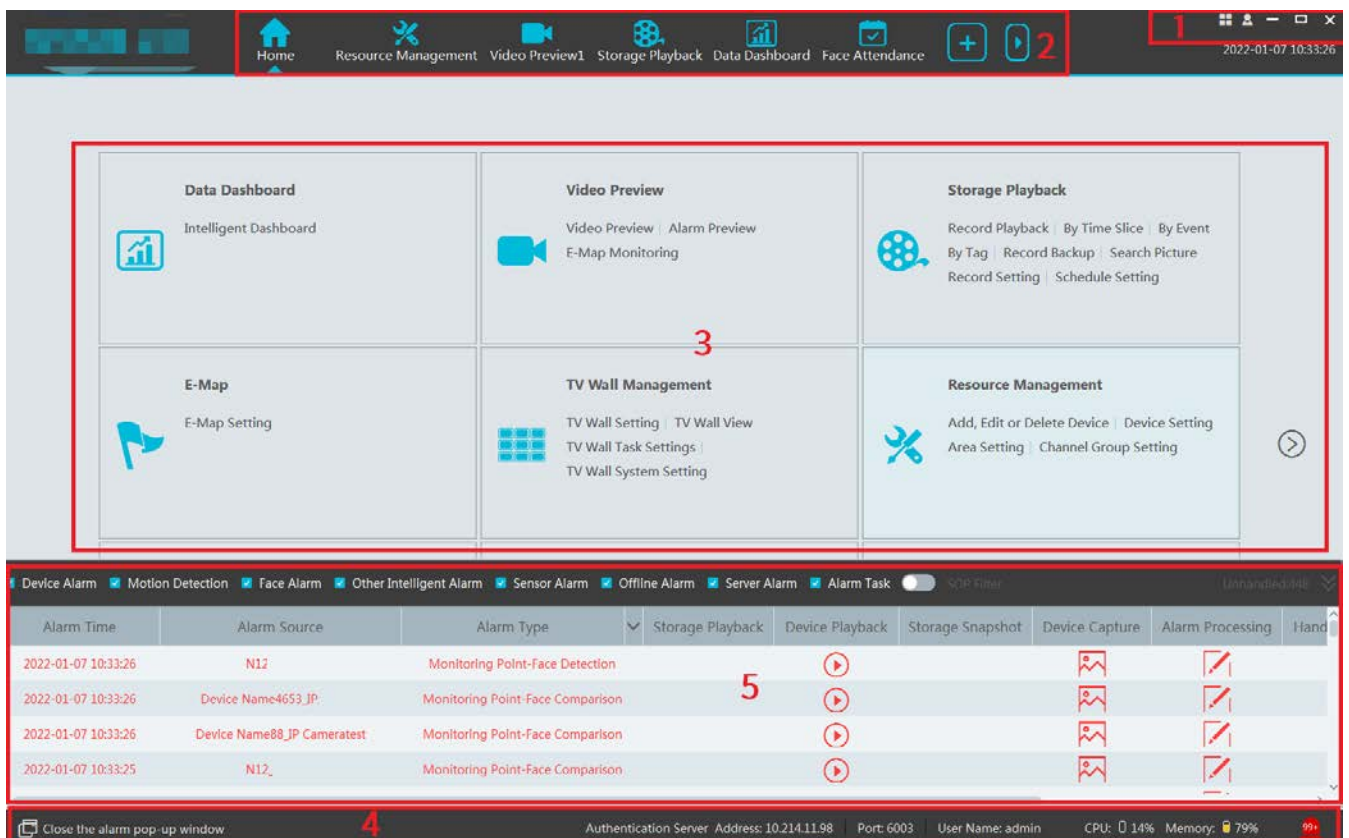 1
2022-01-07 10:33:26
Home Resource Management Video Preview1 Storage Playback Data Dashboard Face Attendance 2
Data Dashboard
Intelligent Dashboard
Video Preview
Video Preview | Alarm Preview
E-Map Monitoring
Storage Playback
Record Playback | By Time Slice | By Event
By Tag | Record Backup | Search Picture
Record Setting | Schedule Setting
3
E-Map
E-Map Setting
TV Wall Management
TV Wall Setting | TV Wall View
TV Wall Task Settings |
TV Wall System Setting
Resource Management
Add, Edit or Delete Device | Device Setting
Area Setting | Channel Group Setting
Device Alarm Motion Detection Face Alarm Other Intelligent Alarm Sensor Alarm Offline Alarm Server Alarm Alarm Task SOP Filter
Alarm Time Alarm Source Alarm Type Storage Playback Device Playback Storage Snapshot Device Capture Alarm Processing Hand
2022-01-07 10:33:26 N12 Monitoring Point-Face Detection
5
2022-01-07 10:33:26 Device Name4653_IP Monitoring Point-Face Comparison
2022-01-07 10:33:26 Device Name88_IP Cameratest Monitoring Point-Face Comparison
2022-01-07 10:33:25 N12_ Monitoring Point-Face Comparison
Close the alarm pop-up window 4 Authentication Server Address: 10.214.11.98 Port: 6003 User Name: admin CPU: 14% Memory: 79% 99+